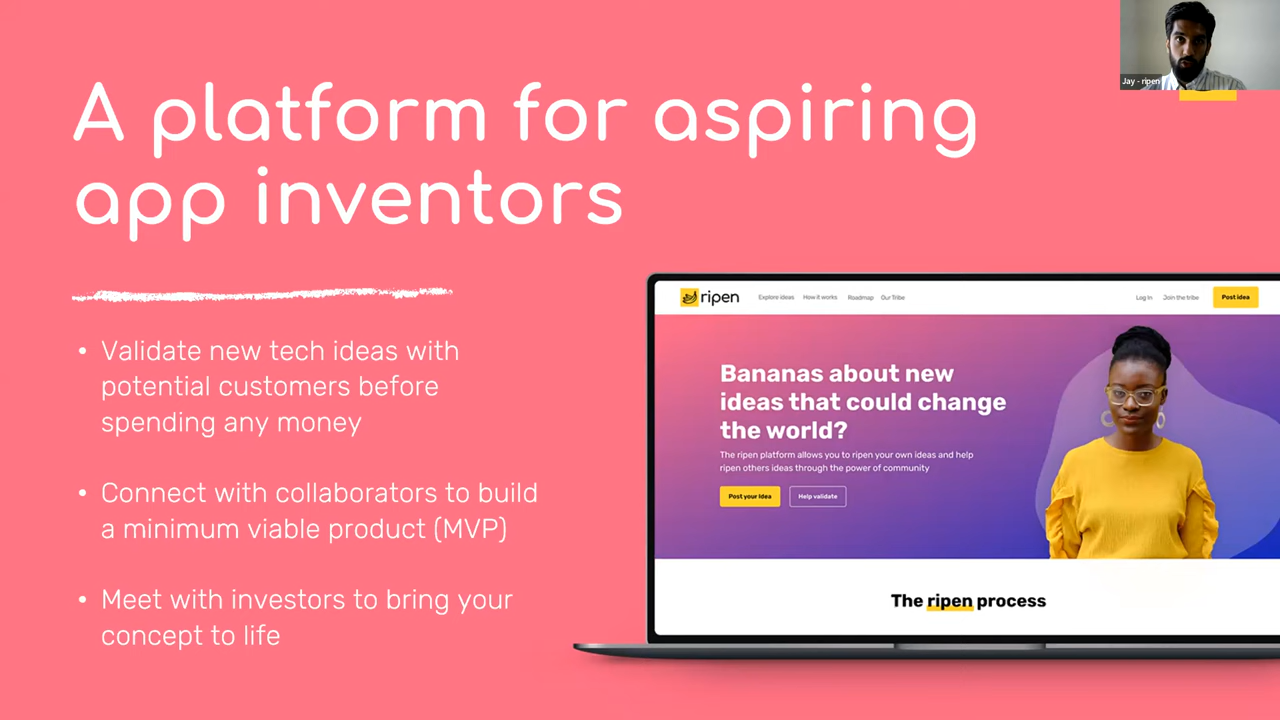 A platform for aspiring
app inventors
Jay - ripen
• Validate new tech ideas with
potential customers before
spending any money
• Connect with collaborators to build
a minimum viable product (MVP)
• Meet with investors to bring your
concept to life
ripen Explore ideas How it works Roadmap Our Tribe Log In Join the tribe Post idea
Bananas about new
ideas that could change
the world?
The ripen platform allows you to ripen your own ideas and help
ripen others ideas through the power of community
Post your Idea Help validate
The ripen process